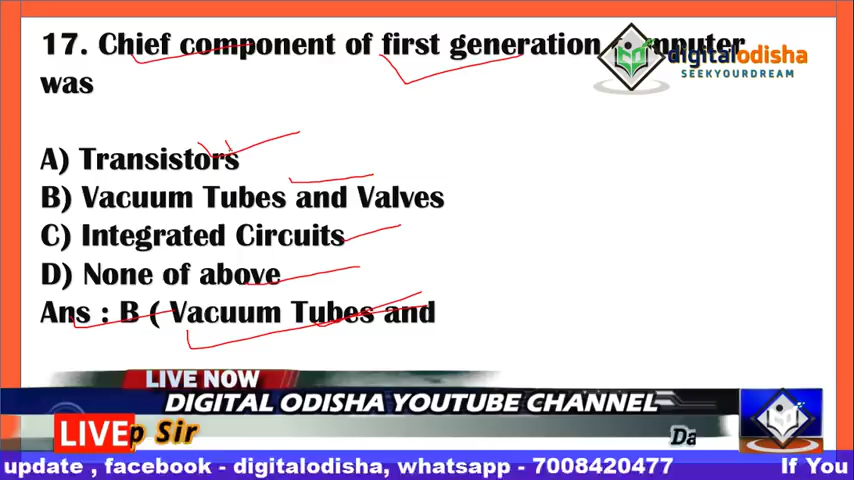 17. Chief component of first generation computer
was
digitalodisha
SEEKYOURDREAM
A) Transistors
B) Vacuum Tubes and Valves
C) Integrated Circuits
D) None of above
Ans : B ( Vacuum Tubes and
LIVE NOW
DIGITAL ODISHA YOUTUBE CHANNEL
LIVE
p Sir
Da
update , facebook - digitalodisha, whatsapp - 7008420477 If You